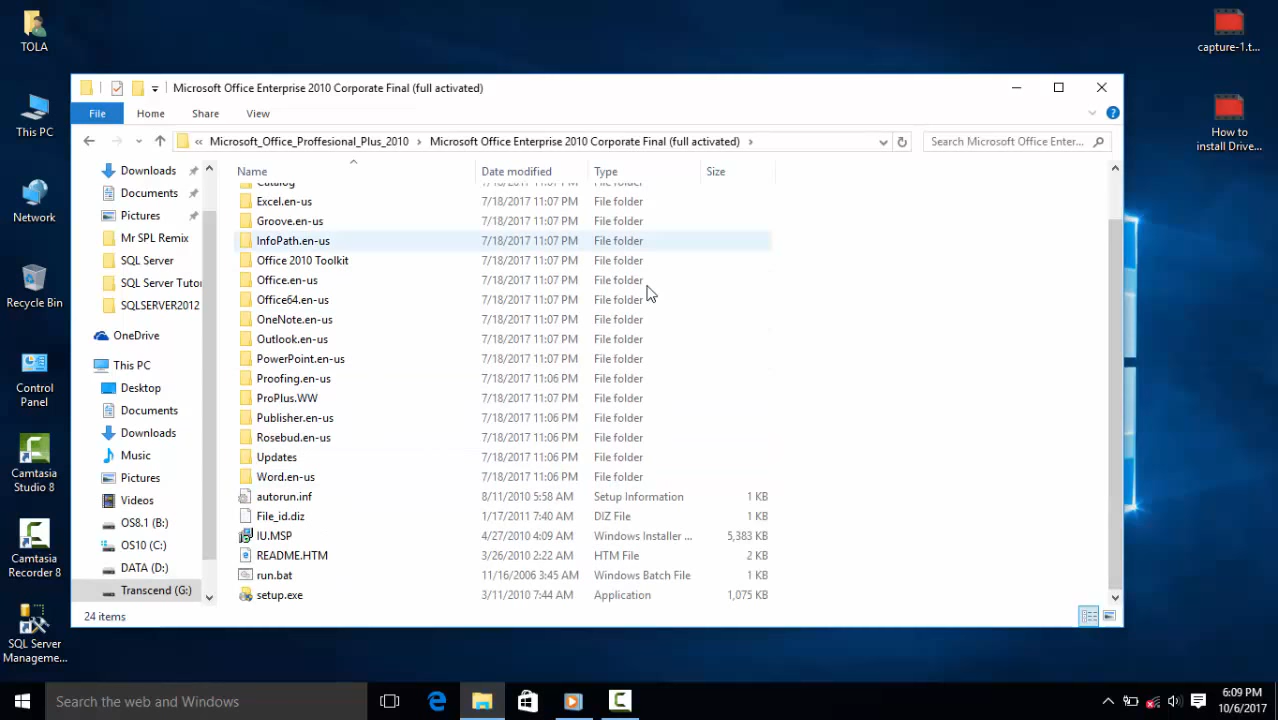 TOLA
This PC
Network
Recycle Bin
Control
Panel
Camtasia
Studio 8
Camtasia
Recorder 8
SQL Server
Manageme...
capture-1.t...
How to
install Drive...
Microsoft Office Enterprise 2010 Corporate Final (full activated)
File Home Share View
« Microsoft_Office_Proffesional_Plus_2010 › Microsoft Office Enterprise 2010 Corporate Final (full activated) ›
Search Microsoft Office Enter...
Downloads
Documents
Pictures
Mr SPL Remix
SQL Server
SQL Server Tutor
SQLSERVER2012
OneDrive
This PC
Desktop
Documents
Downloads
Music
Pictures
Videos
OS8.1 (B:)
OS10 (C:)
DATA (D:)
Transcend (G:)
Name Date modified Type Size
Catalog 7/18/2017 11:07 PM File folder
Excel.en-us 7/18/2017 11:07 PM File folder
Groove.en-us 7/18/2017 11:07 PM File folder
InfoPath.en-us 7/18/2017 11:07 PM File folder
Office 2010 Toolkit 7/18/2017 11:07 PM File folder
Office.en-us 7/18/2017 11:07 PM File folder
Office64.en-us 7/18/2017 11:07 PM File folder
OneNote.en-us 7/18/2017 11:07 PM File folder
Outlook.en-us 7/18/2017 11:07 PM File folder
PowerPoint.en-us 7/18/2017 11:07 PM File folder
Proofing.en-us 7/18/2017 11:06 PM File folder
ProPlus.WW 7/18/2017 11:07 PM File folder
Publisher.en-us 7/18/2017 11:06 PM File folder
Rosebud.en-us 7/18/2017 11:06 PM File folder
Updates 7/18/2017 11:06 PM File folder
Word.en-us 7/18/2017 11:06 PM File folder
autorun.inf 8/11/2010 5:58 AM Setup Information 1 KB
File_id.diz 1/17/2011 7:40 AM DIZ File 1 KB
IU.MSP 4/27/2010 4:09 AM Windows Installer ... 5,383 KB
README.HTM 3/26/2010 2:22 AM HTM File 2 KB
run.bat 11/16/2006 3:45 AM Windows Batch File 1 KB
setup.exe 3/11/2010 7:44 AM Application 1,075 KB
24 items
Search the web and Windows
6:09 PM
10/6/2017